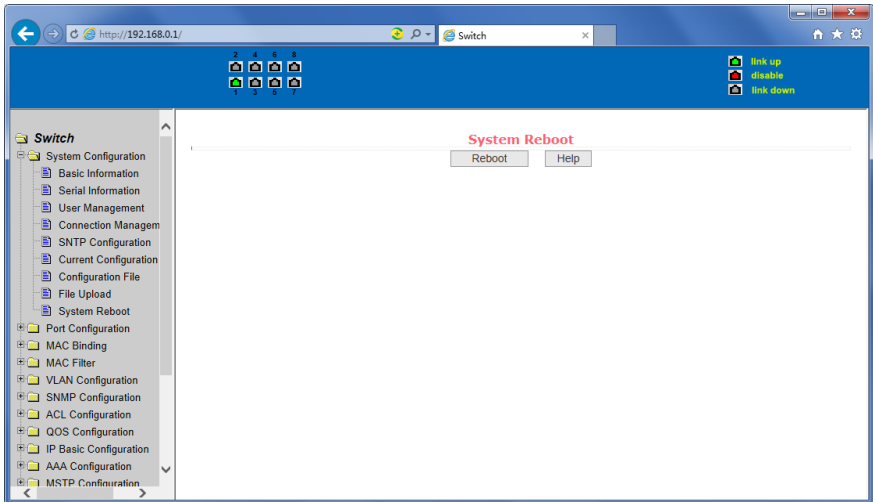 http://192.168.0.1/
Switch
2 4 6 8
1 3 5 7
link up
disable
link down
Switch
System Configuration
Basic Information
Serial Information
User Management
Connection Managem
SNTP Configuration
Current Configuration
Configuration File
File Upload
System Reboot
Port Configuration
MAC Binding
MAC Filter
VLAN Configuration
SNMP Configuration
ACL Configuration
QOS Configuration
IP Basic Configuration
AAA Configuration
MSTP Configuration
System Reboot
Reboot Help